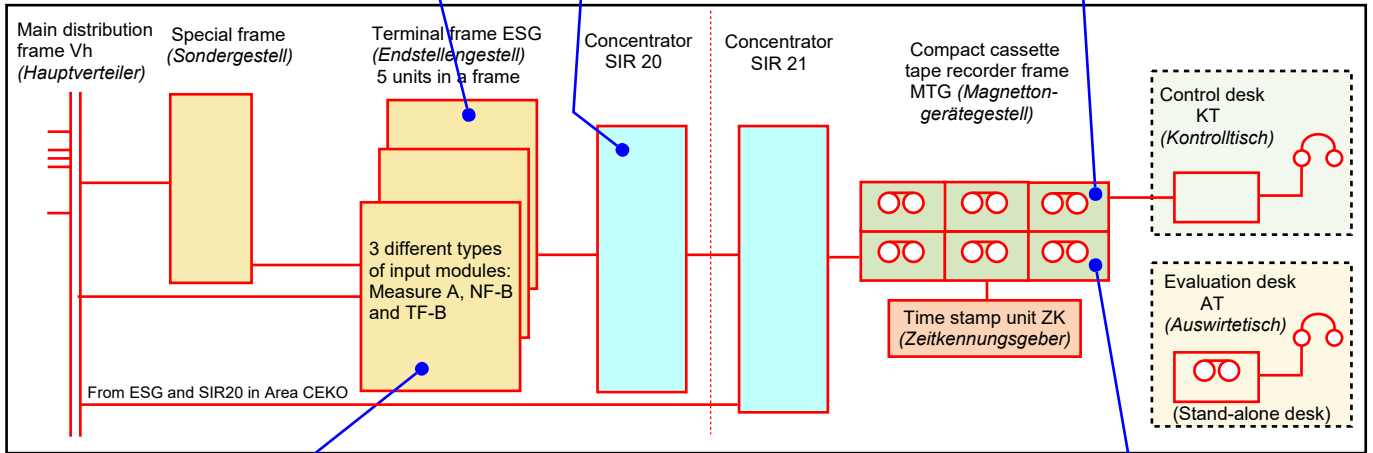 Main distribution
frame Vh
(Hauptverteiler)
Special frame
(Sondergestell)
Terminal frame ESG
(Endstellengestell)
5 units in a frame
Concentrator
SIR 20
Concentrator
SIR 21
Compact cassette
tape recorder frame
MTG (Magnetton-
gerätegestell)
Control desk
KT
(Kontrolltisch)
3 different types
of input modules:
Measure A, NF-B
and TF-B
Time stamp unit ZK
(Zeitkennungsgeber)
Evaluation desk
AT
(Auswirtetisch)
(Stand-alone desk)
From ESG and SIR20 in Area CEKO